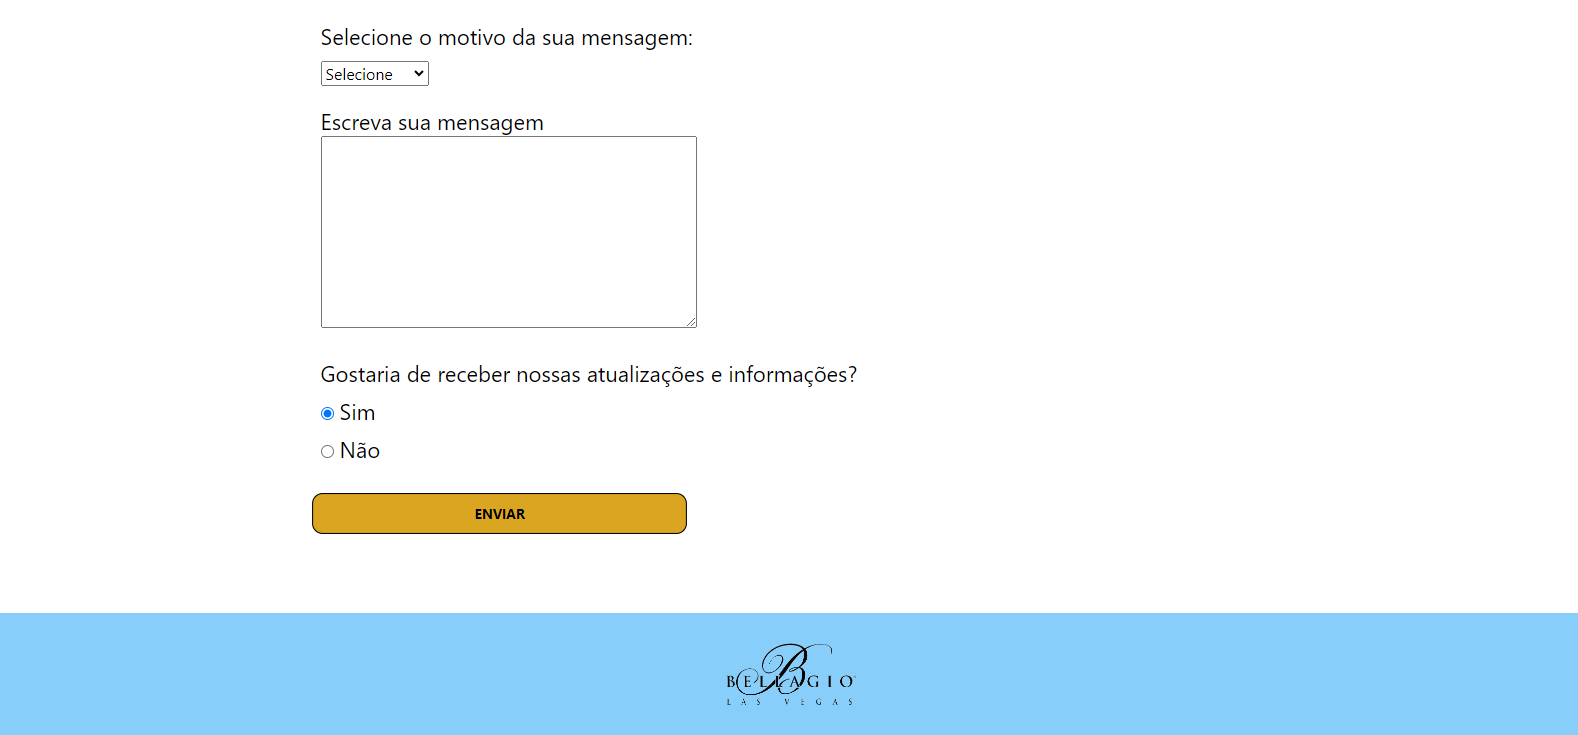 Selecione o motivo da sua mensagem:
Selecione
Escreva sua mensagem
Gostaria de receber nossas atualizações e informações?
Sim
Não
ENVIAR
B
BELLAGIO
LAS VEGAS